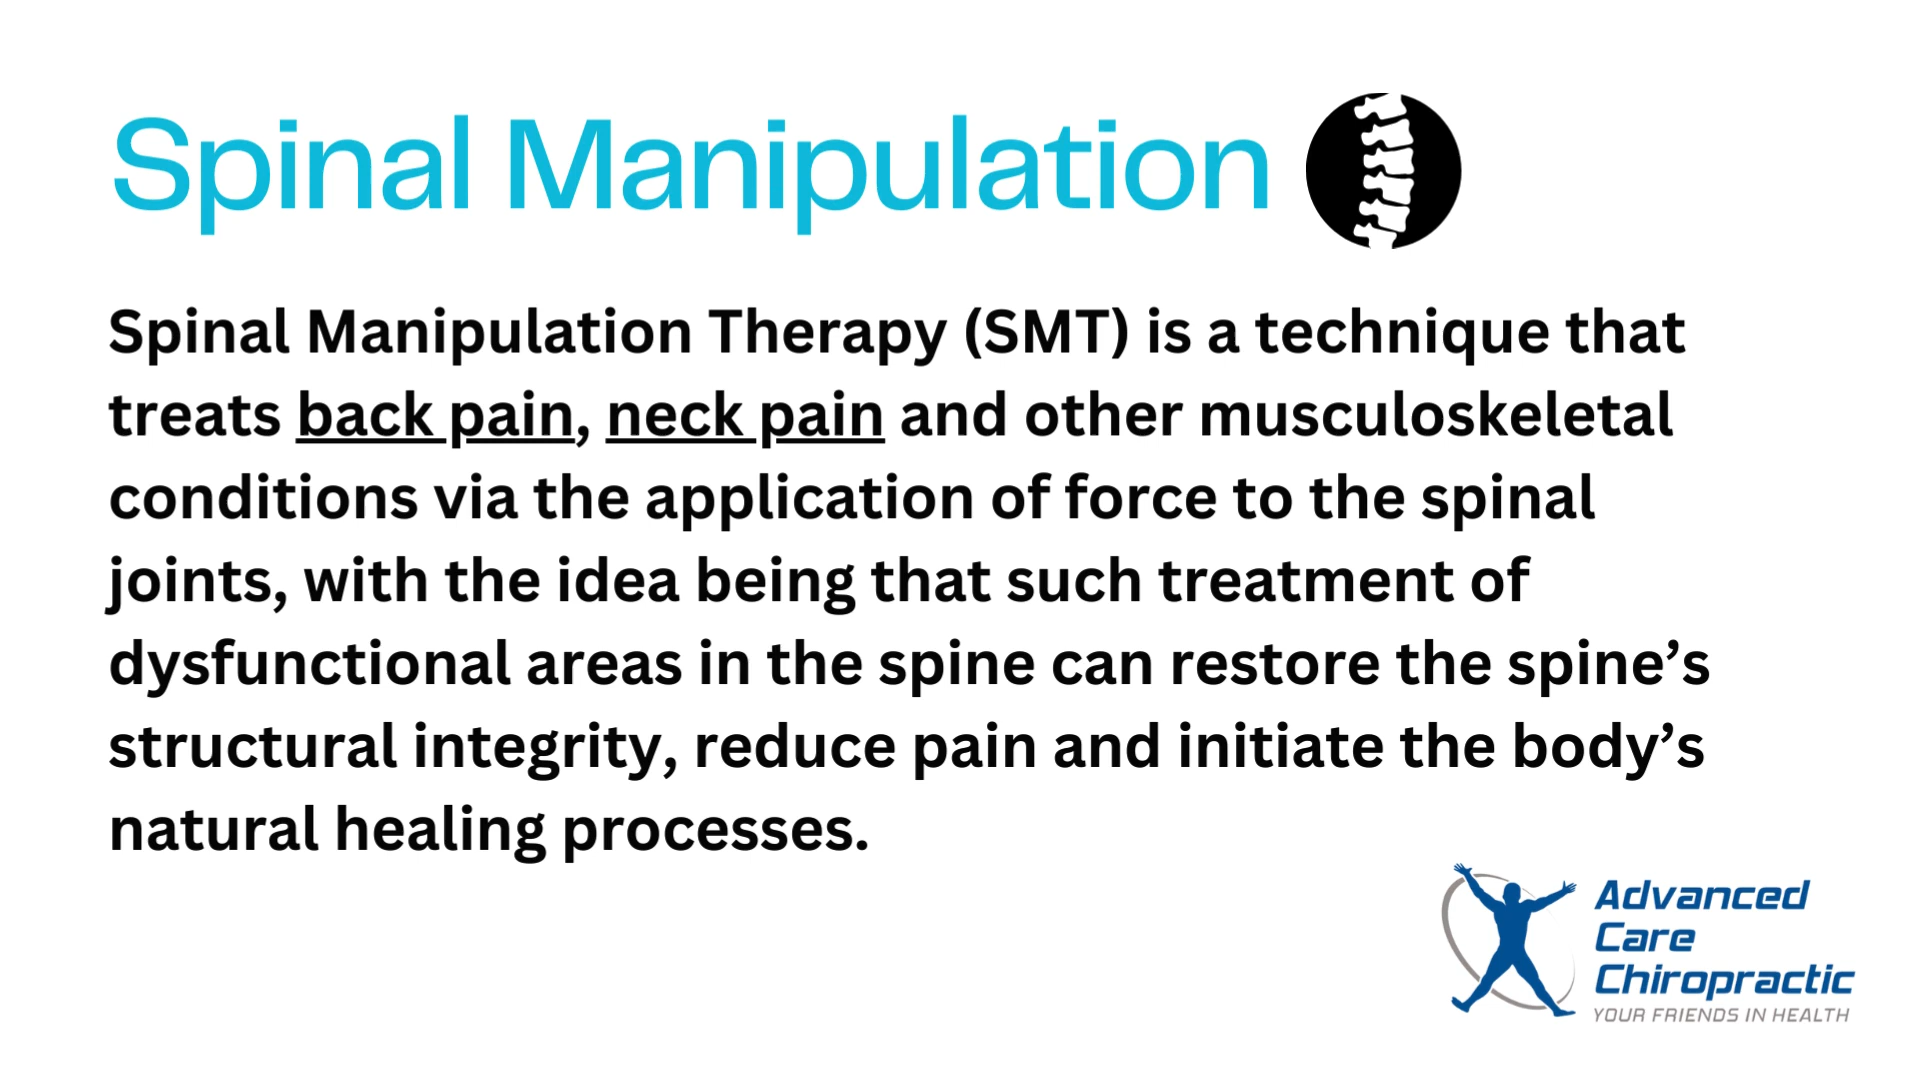 Spinal Manipulation
Spinal Manipulation Therapy (SMT) is a technique that
treats back pain, neck pain and other musculoskeletal
conditions via the application of force to the spinal
joints, with the idea being that such treatment of
dysfunctional areas in the spine can restore the spine’s
structural integrity, reduce pain and initiate the body’s
natural healing processes.
Advanced
Care
Chiropractic
YOUR FRIENDS IN HEALTH